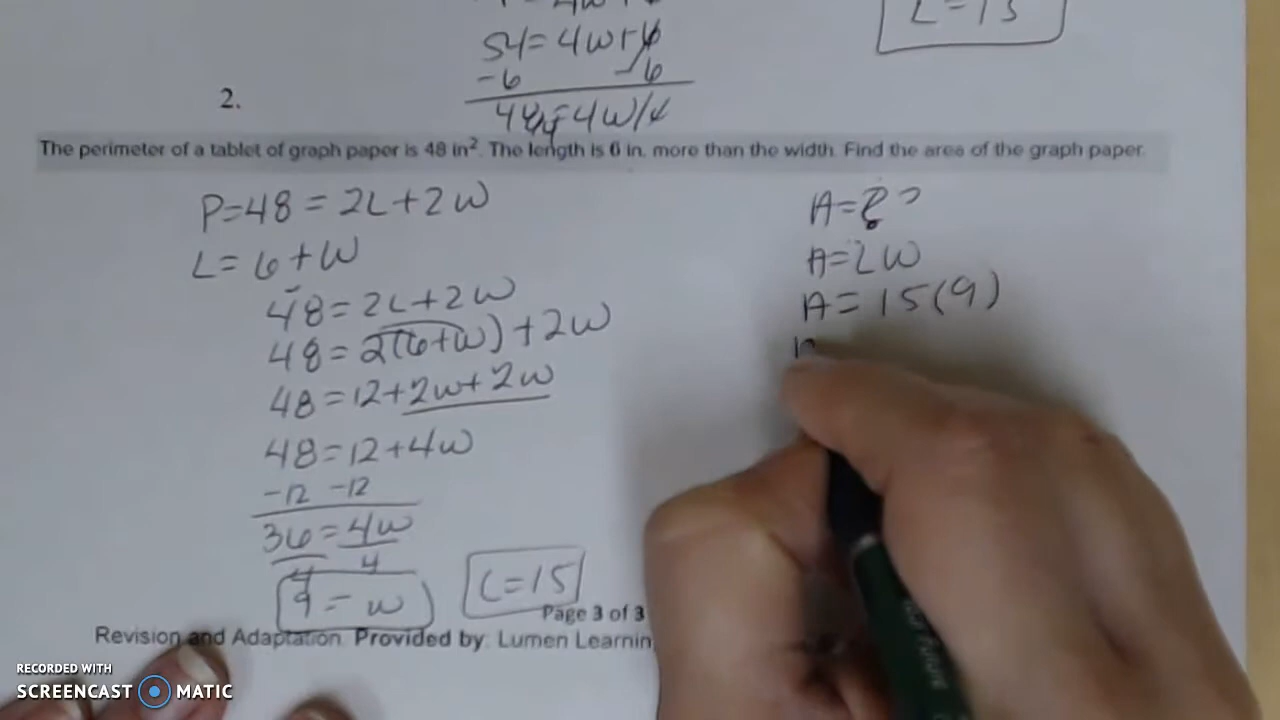 54=4w+6
-6 -6
48=4w/4
L=15
2.
The perimeter of a tablet of graph paper is 48 in². The length is 6 in. more than the width. Find the area of the graph paper.
P=48=2L+2W
L=6+W
48=2L+2W
48=2(6+W)+2W
48=12+2w+2w
48=12+4w
-12 -12
36=4w
4 4
9=w
L=15
A=??
A=LW
A=15(9)
Page 3 of 3
Revision and Adaptation. Provided by: Lumen Learnin
RECORDED WITH
SCREENCAST MATIC